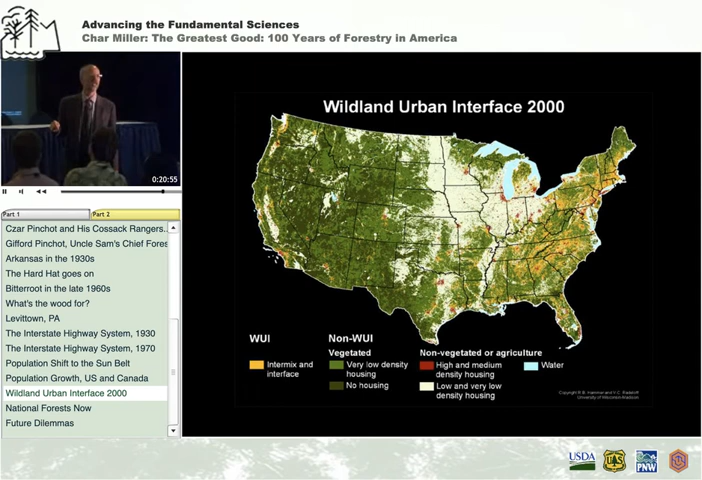 Advancing the Fundamental Sciences
Char Miller: The Greatest Good: 100 Years of Forestry in America
0:20:55
Part 1
Part 2
Czar Pinchot and His Cossack Rangers..
Gifford Pinchot, Uncle Sam's Chief Fores
Arkansas in the 1930s
The Hard Hat goes on
Bitterroot in the late 1960s
What's the wood for?
Levittown, PA
The Interstate Highway System, 1930
The Interstate Highway System, 1970
Population Shift to the Sun Belt
Population Growth, US and Canada
Wildland Urban Interface 2000
National Forests Now
Future Dilemmas
Wildland Urban Interface 2000
WUI
Intermix and
interface
Non-WUI
Vegetated
Very low density
housing
No housing
Non-vegetated or agriculture
High and medium
density housing
Low and very low
density housing
Water
University of Wisconsin-Madison
USDA
UAS
PNW